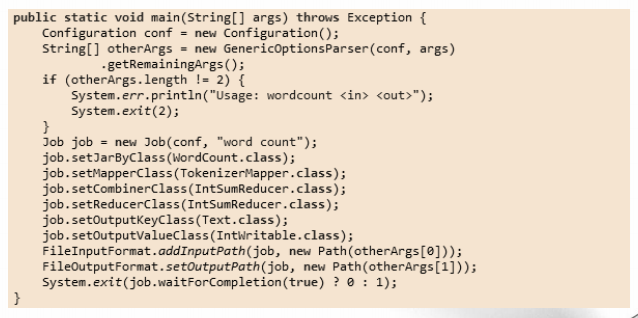 public static void main(String[] args) throws Exception {
    Configuration conf = new Configuration();
    String[] otherArgs = new GenericOptionsParser(conf, args)
            .getRemainingArgs();
    if (otherArgs.length != 2) {
        System.err.println("Usage: wordcount <in> <out>");
        System.exit(2);
    }
    Job job = new Job(conf, "word count");
    job.setJarByClass(WordCount.class);
    job.setMapperClass(TokenizerMapper.class);
    job.setCombinerClass(IntSumReducer.class);
    job.setReducerClass(IntSumReducer.class);
    job.setOutputKeyClass(Text.class);
    job.setOutputValueClass(IntWritable.class);
    FileInputFormat.addInputPath(job, new Path(otherArgs[0]));
    FileOutputFormat.setOutputPath(job, new Path(otherArgs[1]));
    System.exit(job.waitForCompletion(true) ? 0 : 1);
}